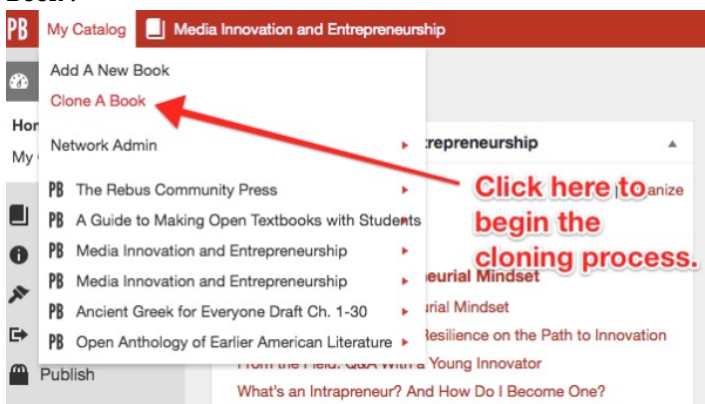 PB My Catalog Media Innovation and Entrepreneurship
Add A New Book
Clone A Book
Hor
Network Admin
trepreneurship
My
Click here to anize
PB The Rebus Community Press
begin the
PB A Guide to Making Open Textbooks with Students
cloning process.
PB Media Innovation and Entrepreneurship
PB Media Innovation and Entrepreneurship
eurial Mindset
PB Ancient Greek for Everyone Draft Ch. 1-30
urial Mindset
PB Open Anthology of Earlier American Literature
Resilience on the Path to Innovation
From the Field: Q&A With a Young Innovator
Publish
What's an Intrapreneur? And How Do I Become One?